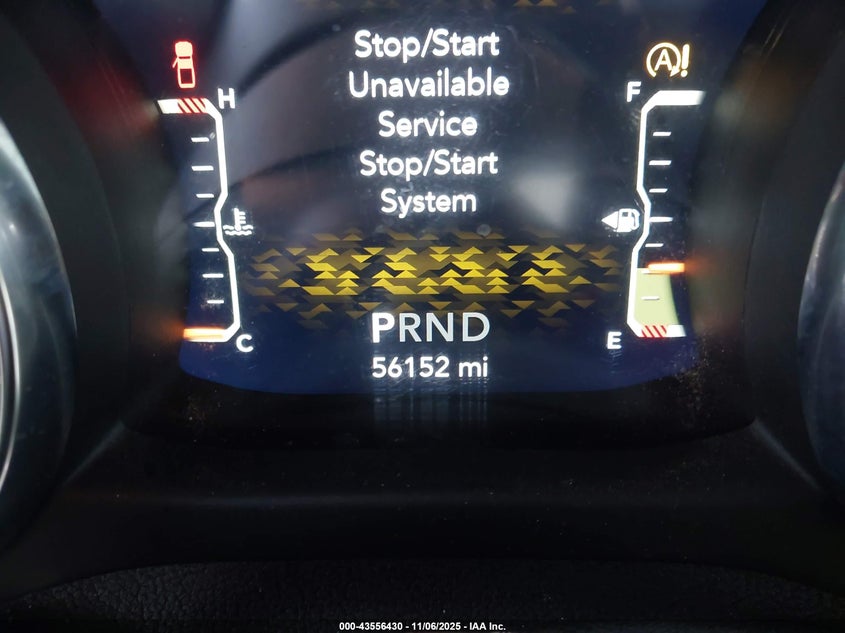 Stop/Start
Unavailable
Service
Stop/Start
System
H
F
A!
C
E
PRND
56152 mi
000-43556430 - 11/06/2025 - IAA Inc.